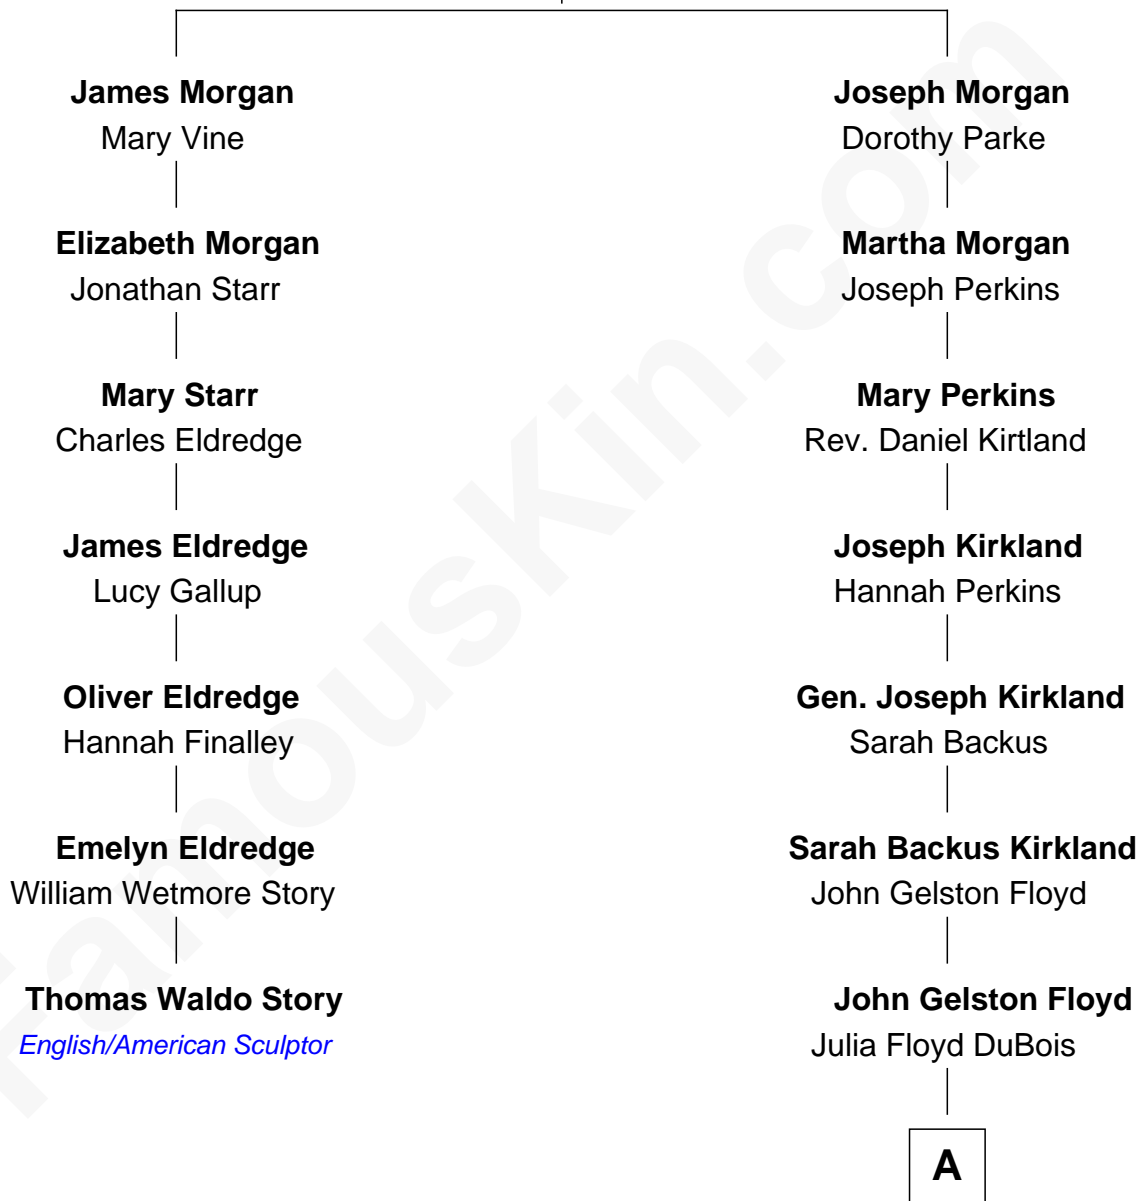 James Morgan
Mary Vine
Elizabeth Morgan
Jonathan Starr
Mary Starr
Charles Eldredge
James Eldredge
Lucy Gallup
Oliver Eldredge
Hannah Finalley
Emelyn Eldredge
William Wetmore Story
Thomas Waldo Story
English/American Sculptor
Joseph Morgan
Dorothy Parke
Martha Morgan
Joseph Perkins
Mary Perkins
Rev. Daniel Kirtland
Joseph Kirkland
Hannah Perkins
Gen. Joseph Kirkland
Sarah Backus
Sarah Backus Kirkland
John Gelston Floyd
John Gelston Floyd
Julia Floyd DuBois
A
FamousKin.com